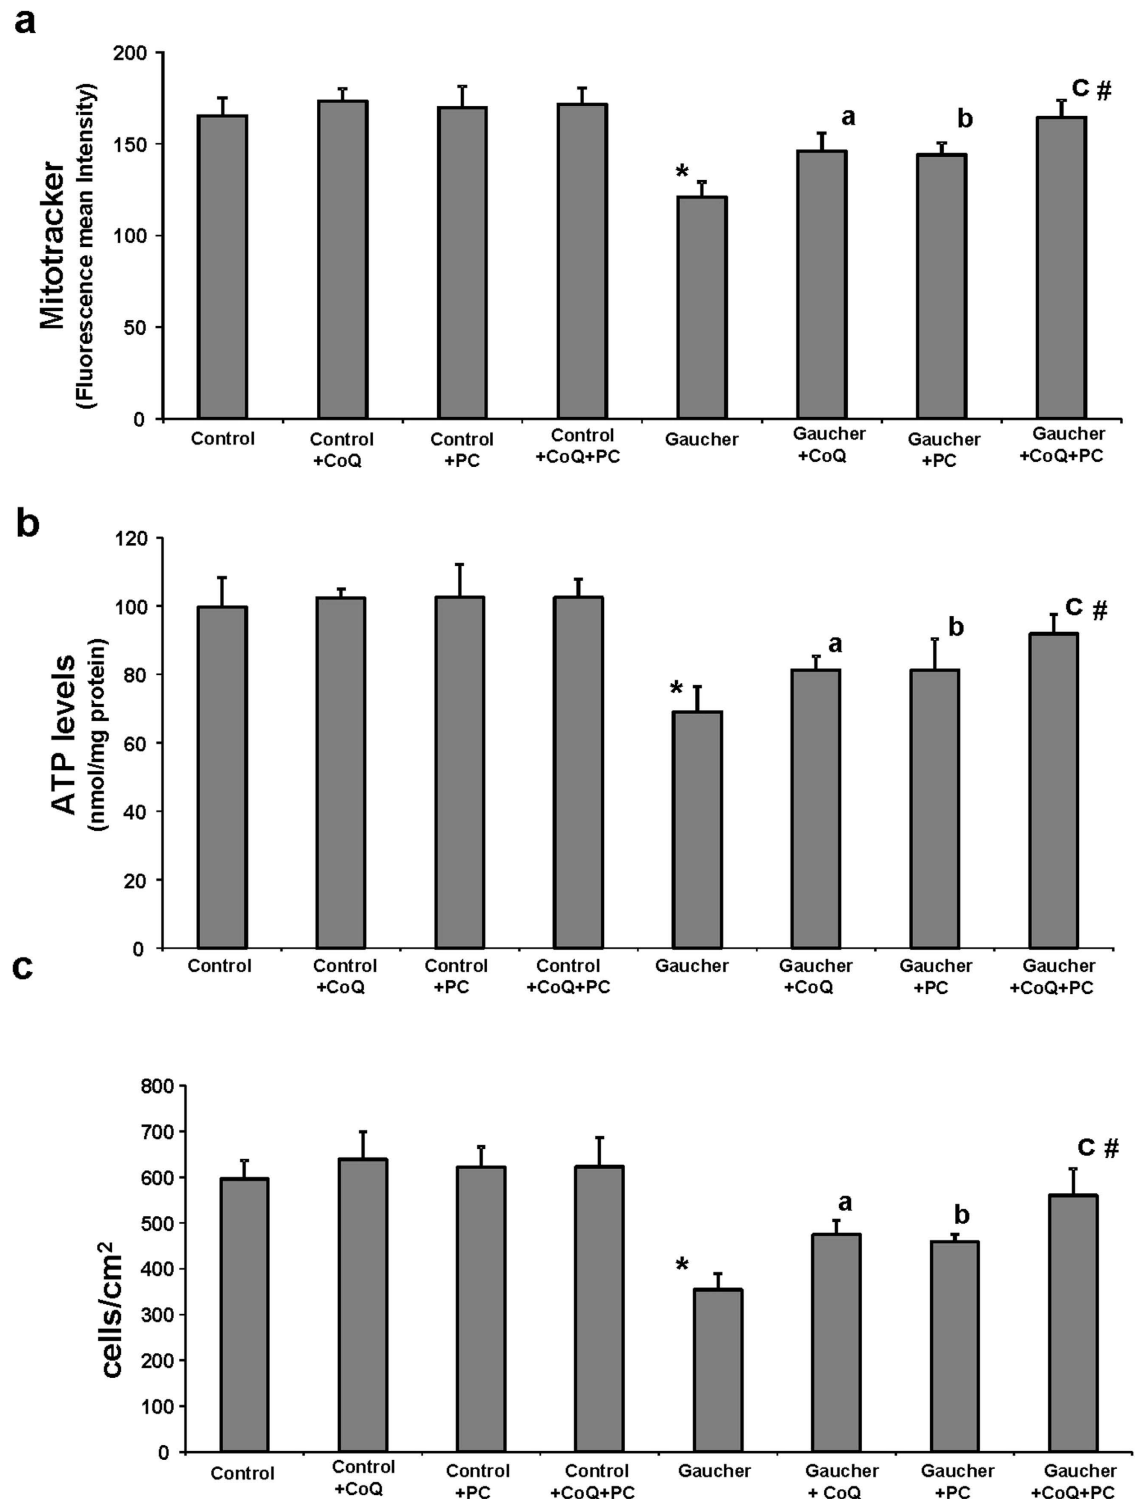 a
Mitotracker
(Fluorescence mean Intensity)
200
150
100
50
0
*
a
b
C #
Control
Control
+CoQ
Control
+PC
Control
+CoQ+PC
Gaucher
Gaucher
+CoQ
Gaucher
+PC
Gaucher
+CoQ+PC
b
ATP levels
(nmol/mg protein)
120
100
80
60
40
20
0
*
a
b
C #
Control
Control
+CoQ
Control
+PC
Control
+CoQ+PC
Gaucher
Gaucher
+CoQ
Gaucher
+PC
Gaucher
+CoQ+PC
c
cells/cm²
800
700
600
500
400
300
200
100
0
*
a
b
C #
Control
Control
+CoQ
Control
+PC
Control
+CoQ+PC
Gaucher
Gaucher
+ CoQ
Gaucher
+PC
Gaucher
+CoQ+PC